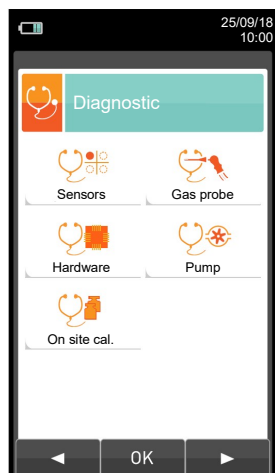 25/09/18
10:00
Diagnostic
Sensors
Gas probe
Hardware
Pump
On site cal.
OK